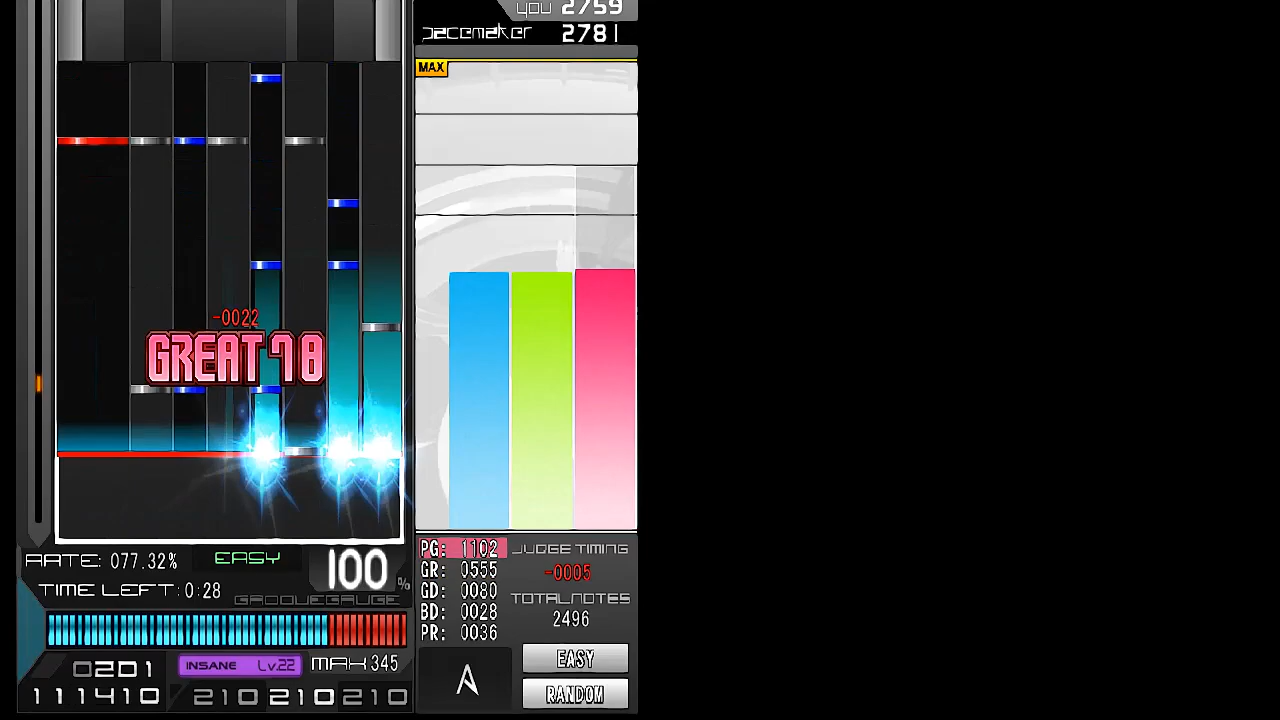 you 2759
pacemaker 2781
MAX
-0022
GREAT 78
PG: 1102 JUDGE TIMING
GR: 0555 -0005
GD: 0080 TOTALNOTES
BD: 0028 2496
PR: 0036
RATE: 077.32% EASY 100%
TIME LEFT: 0:28
GROOVEGAUGE
0201 INSANE Lv.22 MAX 345
111410 210 210 210
A
EASY
RANDOM